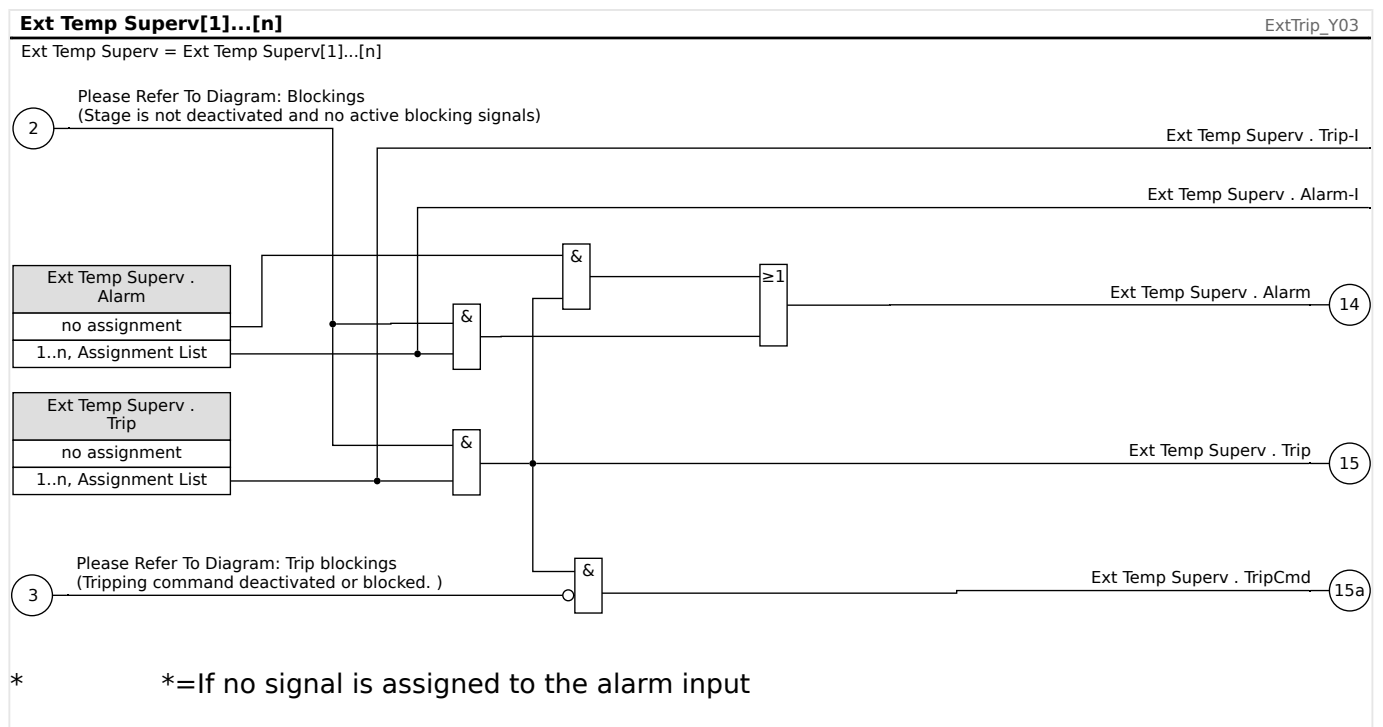 Ext Temp Superv[1]...[n]
ExtTrip_Y03
Ext Temp Superv = Ext Temp Superv[1]...[n]
Please Refer To Diagram: Blockings
(Stage is not deactivated and no active blocking signals)
2
Ext Temp Superv . Trip-I
Ext Temp Superv . Alarm-I
&
Ext Temp Superv .
Alarm
≥1
no assignment
1..n, Assignment List
&
Ext Temp Superv . Alarm
14
Ext Temp Superv .
Trip
no assignment
1..n, Assignment List
&
Ext Temp Superv . Trip
15
Please Refer To Diagram: Trip blockings
(Tripping command deactivated or blocked. )
3
&
Ext Temp Superv . TripCmd
15a
* *=If no signal is assigned to the alarm input